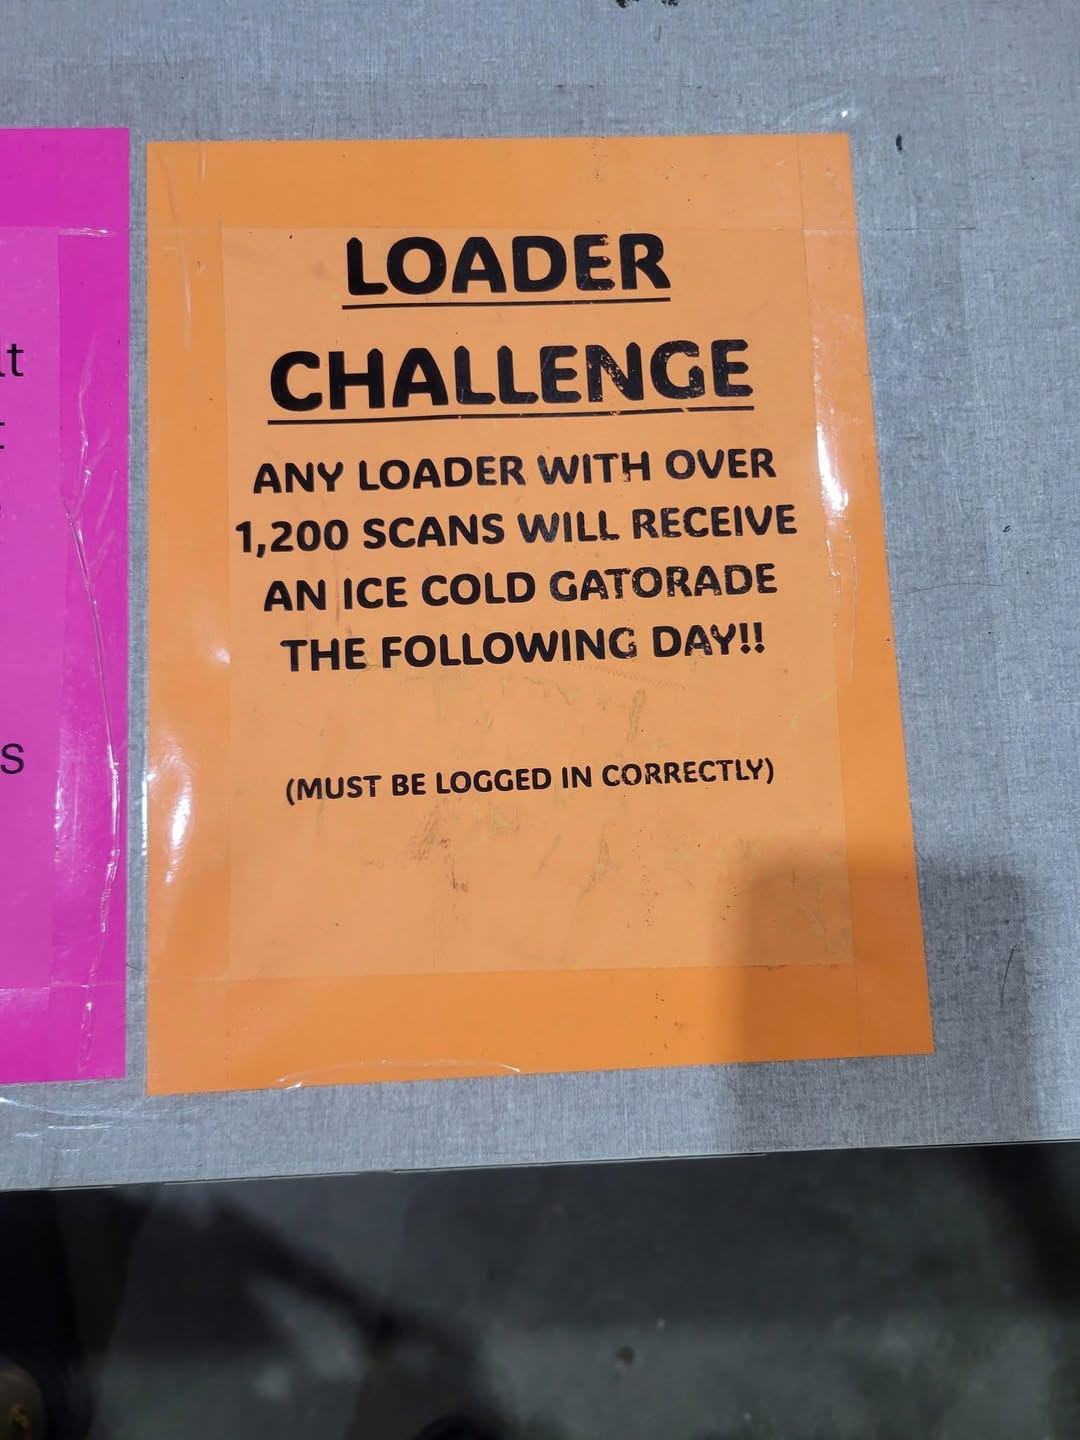 LOADER
CHALLENGE
ANY LOADER WITH OVER
1,200 SCANS WILL RECEIVE
AN ICE COLD GATORADE
THE FOLLOWING DAY!!
(MUST BE LOGGED IN CORRECTLY)